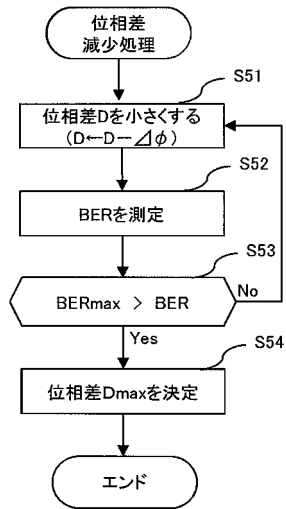 位相差
減少処理
S51
位相差Dを小さくする
(D←D-⊿φ)
S52
BERを測定
S53
BERmax > BER
No
Yes
S54
位相差Dmaxを決定
エンド